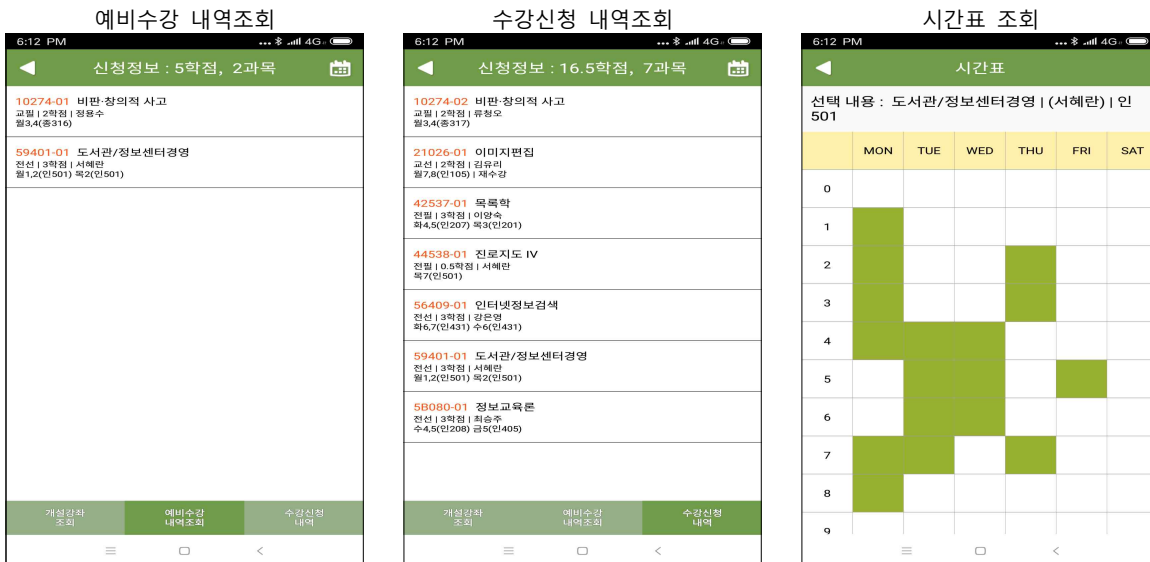 예비수강 내역조회
6:12 PM
4G
신청정보 : 5학점, 2과목
10274-01 비판·창의적 사고
교필 | 2학점 | 정용수
월3,4(종316)
59401-01 도서관/정보센터경영
전선 | 3학점 | 서혜란
월1,2(인501) 목2(인501)
개설강좌
조회
예비수강
내역조회
수강신청
내역
수강신청 내역조회
6:12 PM
4G
신청정보 : 16.5학점, 7과목
10274-02 비판·창의적 사고
교필 | 2학점 | 류청오
월3,4(종317)
21026-01 이미지편집
교선 | 2학점 | 김유리
월7,8(인105) | 재수강
42537-01 목록학
전필 | 3학점 | 이양숙
화4,5(인207) 목3(인201)
44538-01 진로지도 IV
전필 | 0.5학점 | 서혜란
목7(인501)
56409-01 인터넷정보검색
전선 | 3학점 | 강은영
화6,7(인431) 수6(인431)
59401-01 도서관/정보센터경영
전선 | 3학점 | 서혜란
월1,2(인501) 목2(인501)
5B080-01 정보교육론
전선 | 3학점 | 최승주
수4,5(인208) 금5(인405)
개설강좌
조회
예비수강
내역조회
수강신청
내역
시간표 조회
6:12 PM
4G
시간표
선택 내용 : 도서관/정보센터경영 | (서혜란) | 인
501
MON TUE WED THU FRI SAT
0
1
2
3
4
5
6
7
8
9